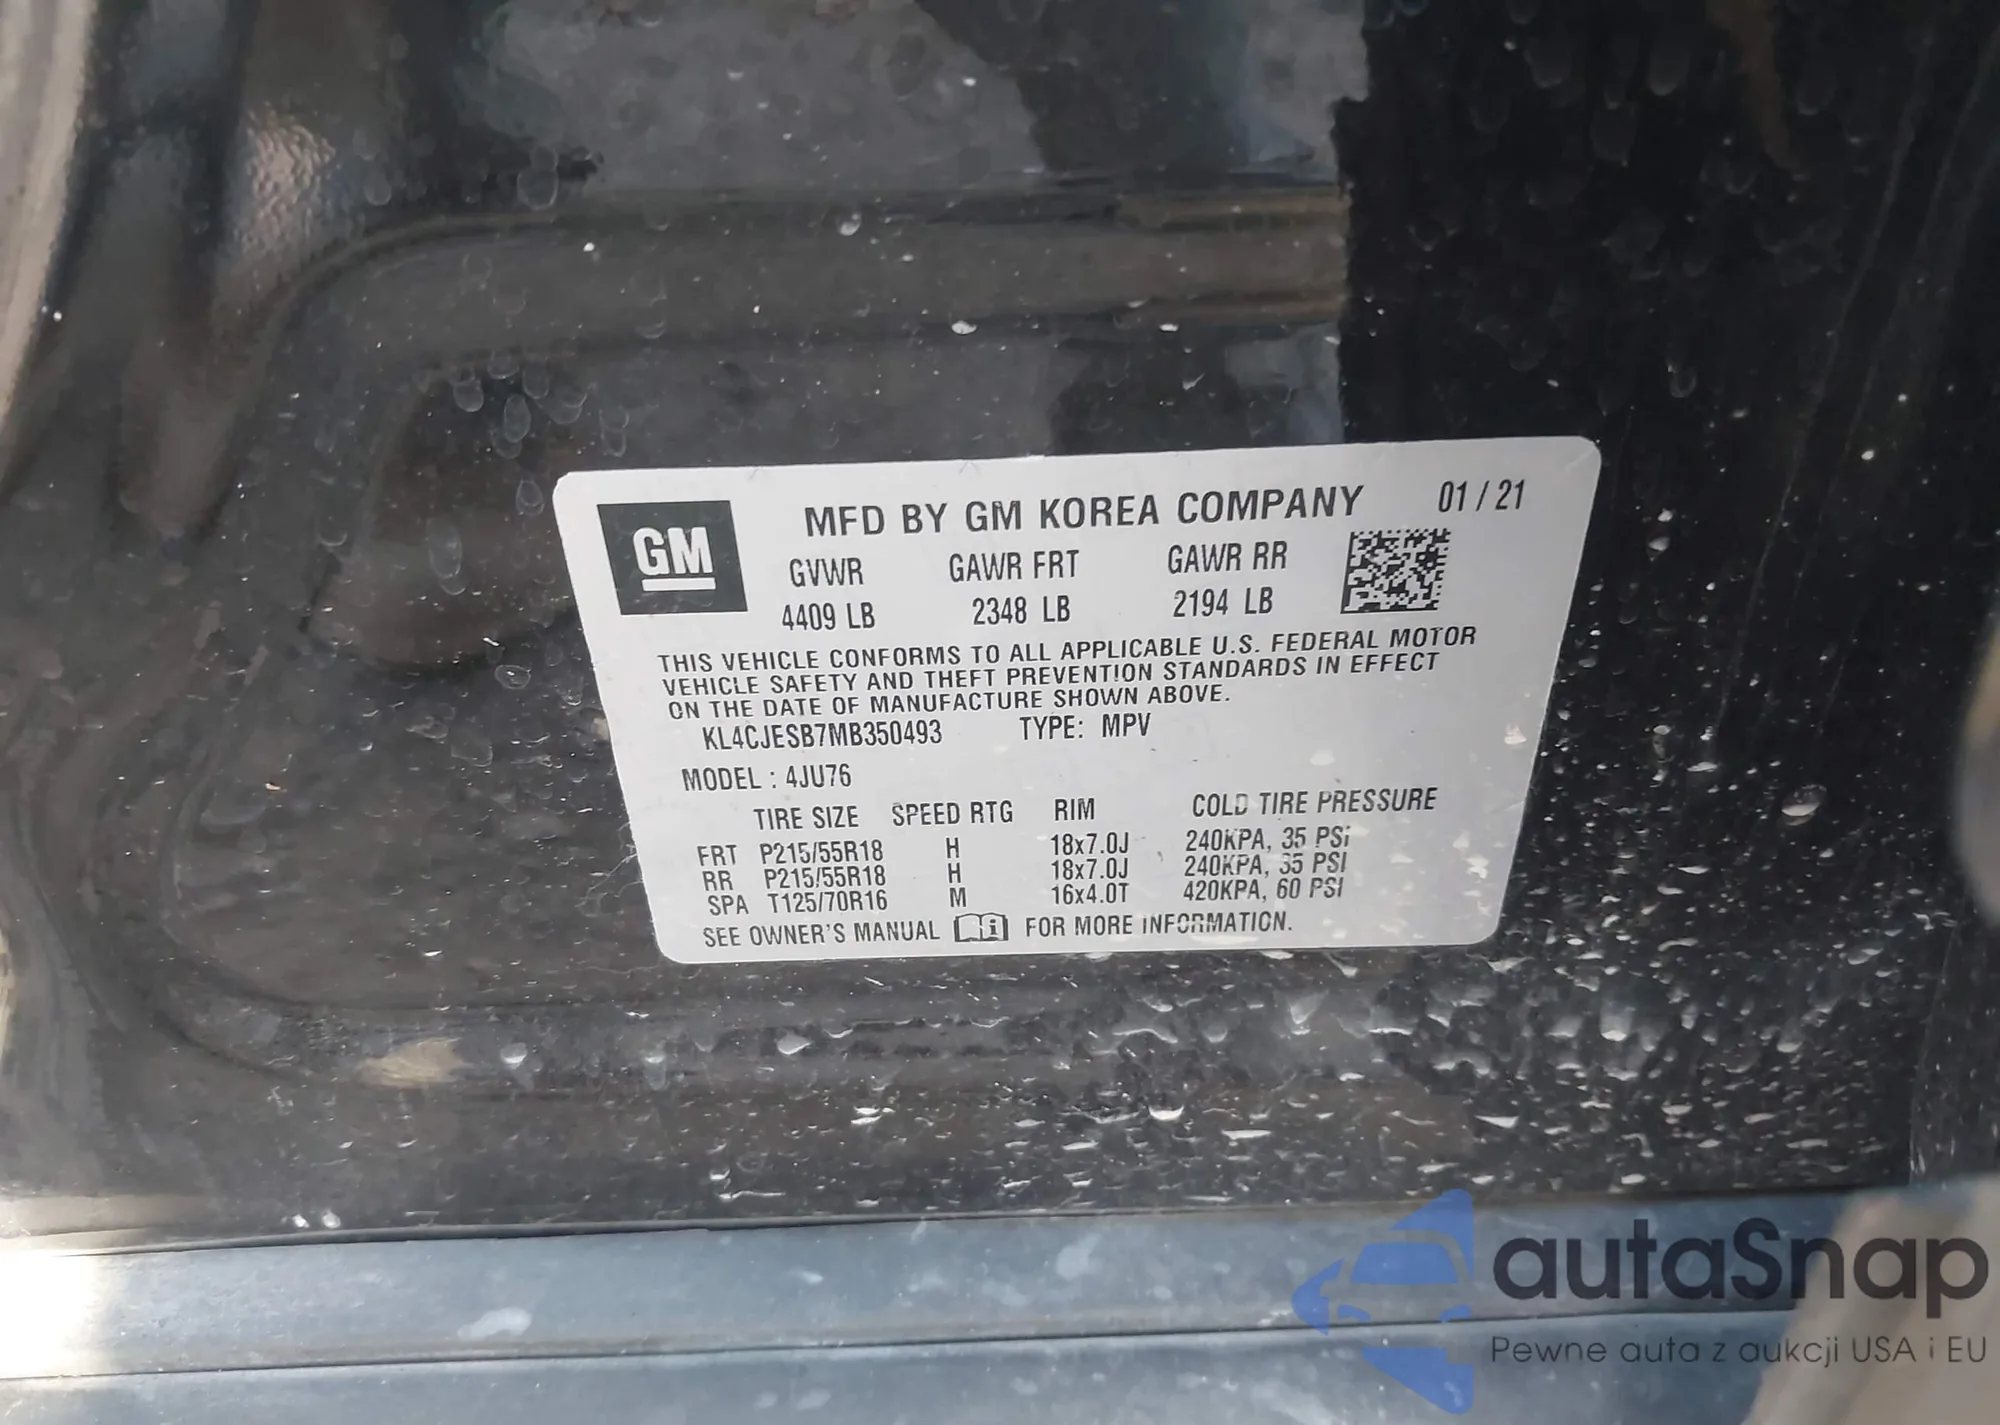 GM
MFD BY GM KOREA COMPANY 01 / 21
GVWR GAWR FRT GAWR RR
4409 LB 2348 LB 2194 LB
THIS VEHICLE CONFORMS TO ALL APPLICABLE U.S. FEDERAL MOTOR
VEHICLE SAFETY AND THEFT PREVENTION STANDARDS IN EFFECT
ON THE DATE OF MANUFACTURE SHOWN ABOVE.
KL4CJESB7MB350493 TYPE: MPV
MODEL : 4JU76
TIRE SIZE SPEED RTG RIM COLD TIRE PRESSURE
FRT P215/55R18 H 18x7.0J 240KPA, 35 PSI
RR P215/55R18 H 18x7.0J 240KPA, 35 PSI
SPA T125/70R16 M 16x4.0T 420KPA, 60 PSI
SEE OWNER'S MANUAL FOR MORE INFORMATION.
autaSnap
Pewne auta z aukcji USA i EU